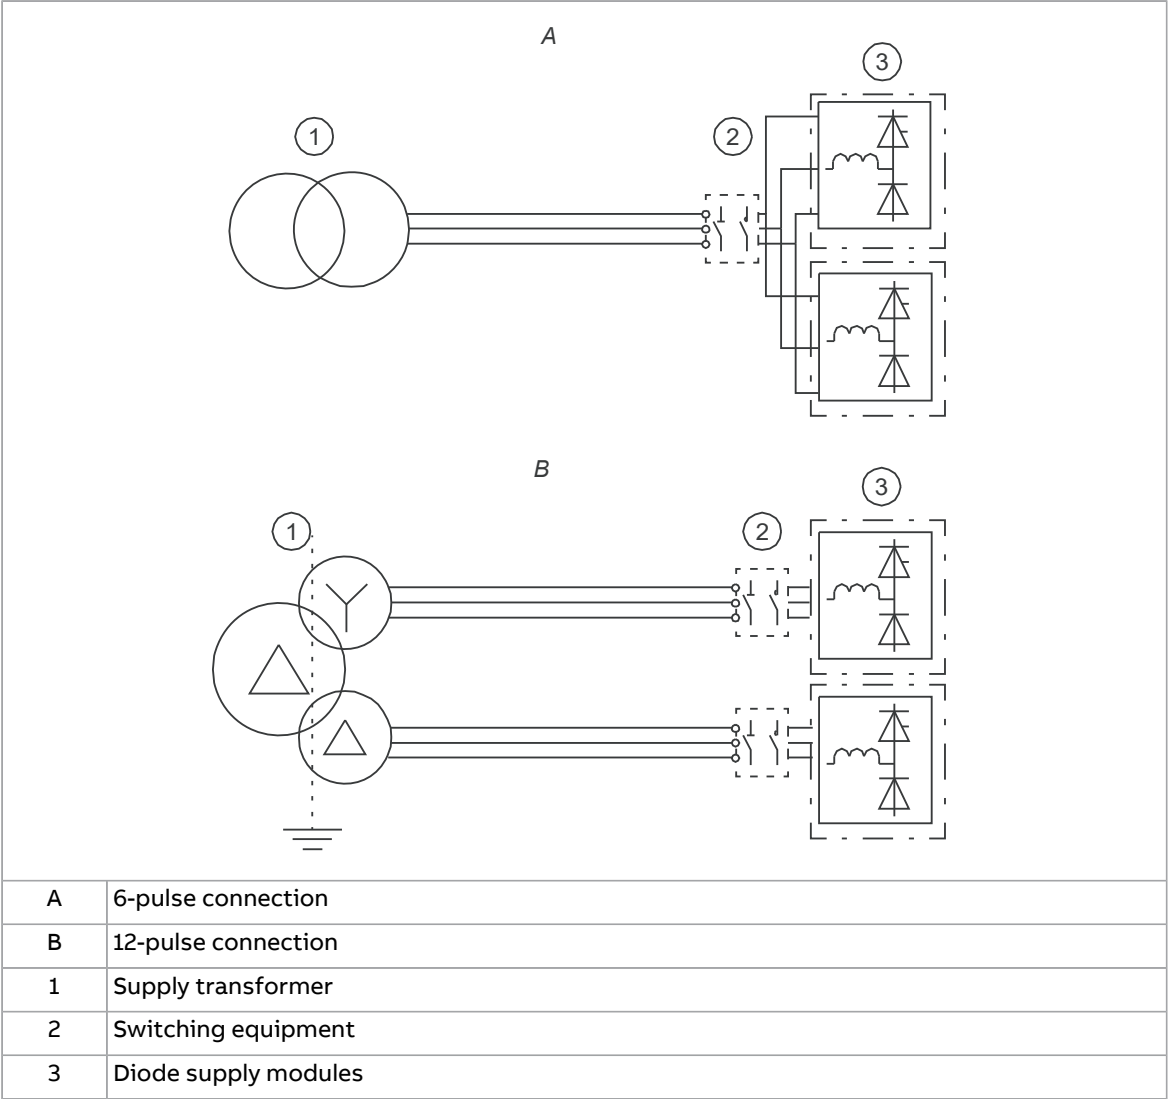 A
3
1
2
B
3
1
2
A 6-pulse connection
B 12-pulse connection
1 Supply transformer
2 Switching equipment
3 Diode supply modules